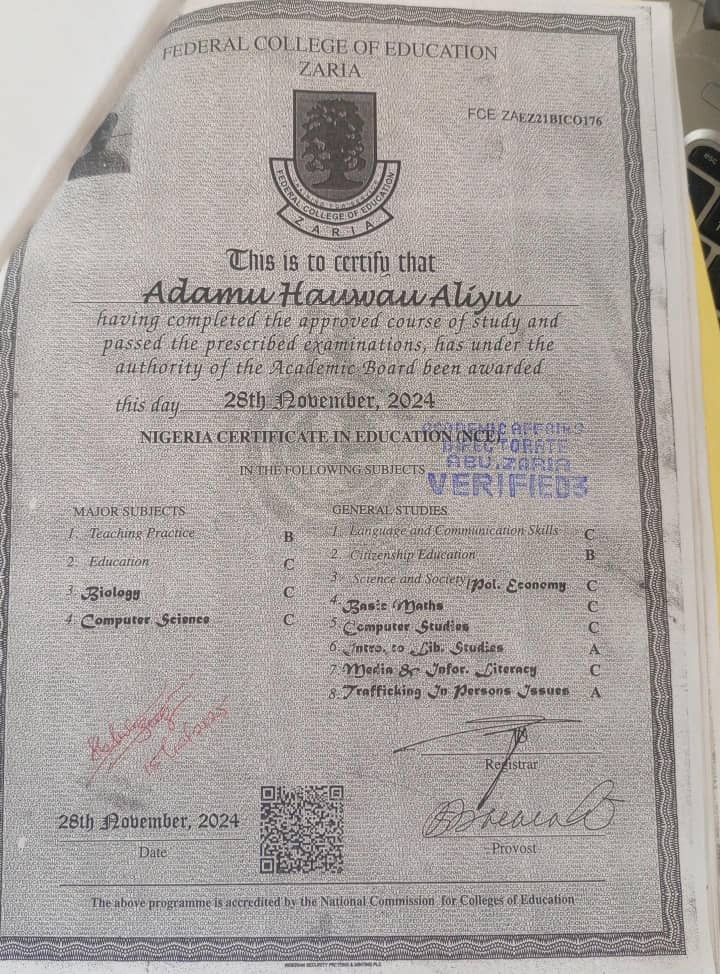 FEDERAL COLLEGE OF EDUCATION
ZARIA
FCE ZAEZ21BICO176
FEDERAL COLLEGE OF EDUCATION
ZARIA
This is to certify that
Adamu Hauwau Aliyu
having completed the approved course of study and
passed the prescribed examinations, has under the
authority of the Academic Board been awarded
this day 28th November, 2024
NIGERIA CERTIFICATE IN EDUCATION (NCE)
IN THE FOLLOWING SUBJECTS
ACADEMIC AFFAIRS
DIRECTORATE
ABU, ZARIA
VERIFIED3
MAJOR SUBJECTS
1. Teaching Practice B
2. Education C
3. Biology C
4. Computer Science C
GENERAL STUDIES
1. Language and Communication Skills C
2. Citizenship Education B
3. Science and Society/Pol. Economy C
4. Basic Maths C
5. Computer Studies C
6. Intro. to Lib. Studies A
7. Media & Infor. Literacy C
8. Trafficking In Persons Issues A
Registrar
28th November, 2024
Date
Provost
The above programme is accredited by the National Commission for Colleges of Education
esc